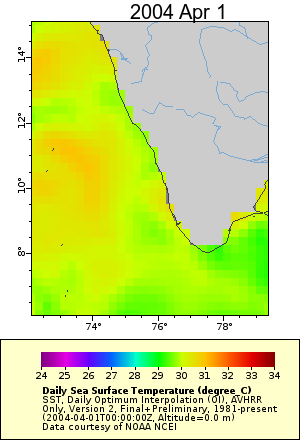 2004 Apr 1
14°
12°
10°
8°
74°
76°
78°
24 25 26 27 28 29 30 31 32 33 34
Daily Sea Surface Temperature (degree_C)
SST, Daily Optimum Interpolation (OI), AVHRR
Only, Version 2, Final+Preliminary, 1981-present
(2004-04-01T00:00:00Z, Altitude=0.0 m)
Data courtesy of NOAA NCEI